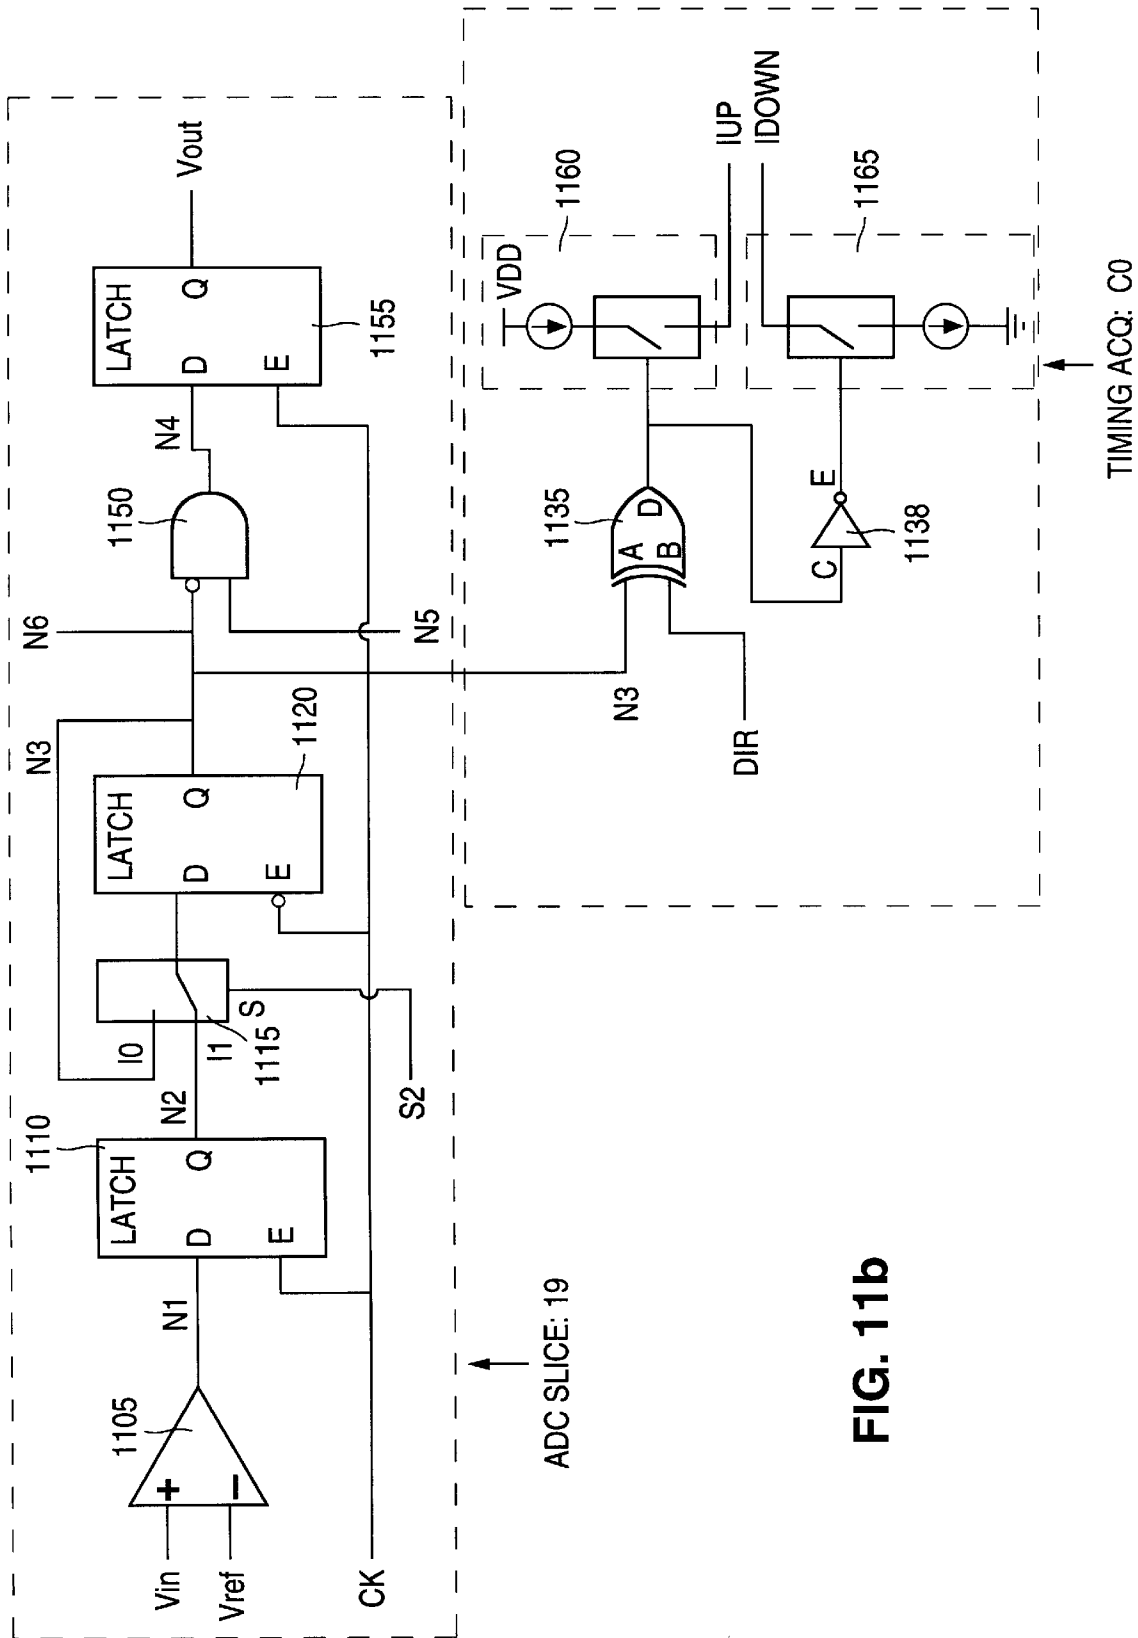 Vin
Vref
CK
1105
N1
1110
LATCH
D
Q
E
N2
I0
I1
1115
S
S2
N3
LATCH
D
Q
E
1120
N6
N5
1150
N4
LATCH
D
Q
E
1155
Vout
ADC SLICE: 19
N3
DIR
1135
A
B
D
C
E
1138
VDD
1160
IUP
IDOWN
1165
TIMING ACQ: C0
FIG. 11b